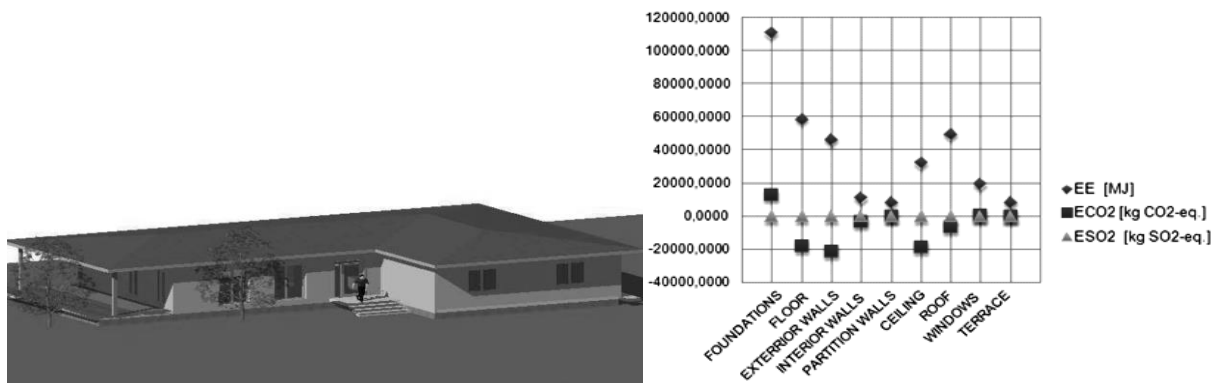 120000,0000
100000,0000
80000,0000
60000,0000
40000,0000
20000,0000
0,0000
-20000,0000
-40000,0000
FOUNDATIONS
FLOOR
EXTERRIOR WALLS
INTERIOR WALLS
PARTITION WALLS
CEILING
ROOF
WINDOWS
TERRACE
EE [MJ]
ECO2 [kg CO2-eq.]
ESO2 [kg SO2-eq.]